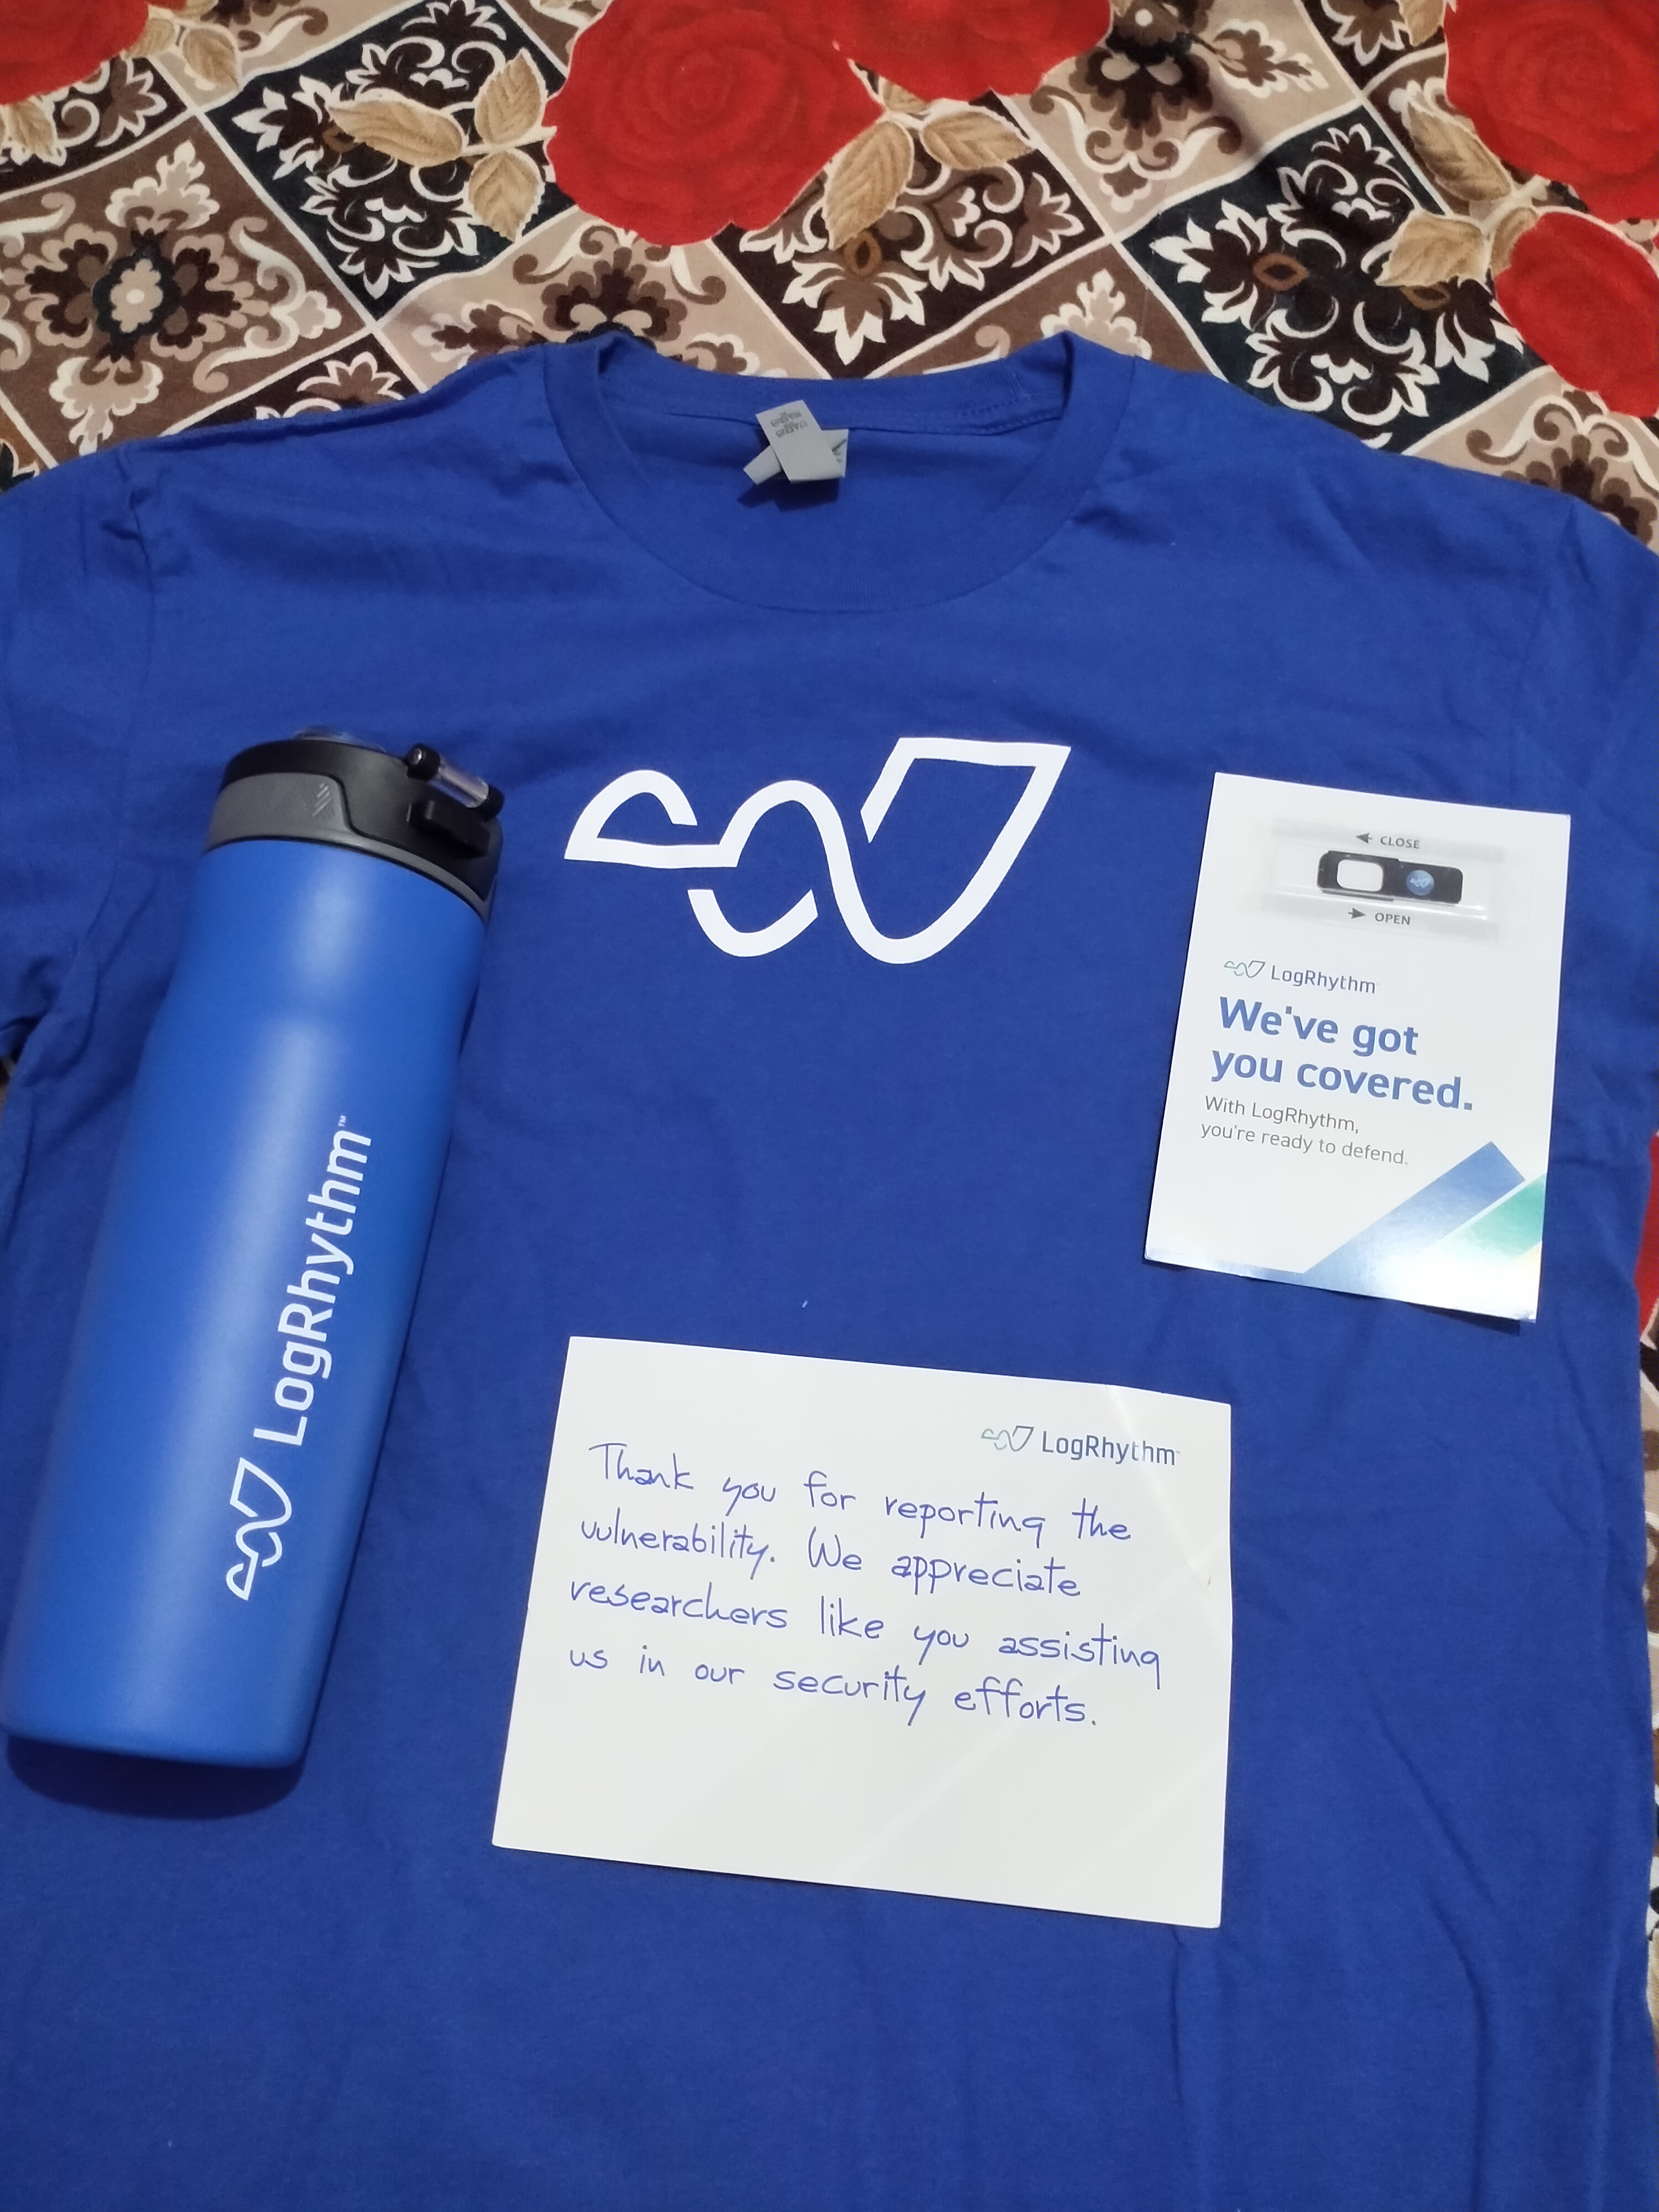 CLOSE
OPEN
LogRhythm
We've got
you covered.
With LogRhythm,
you're ready to defend.
LogRhythm™
LogRhythm
Thank you for reporting the
vulnerability. We appreciate
researchers like you assisting
us in our security efforts.